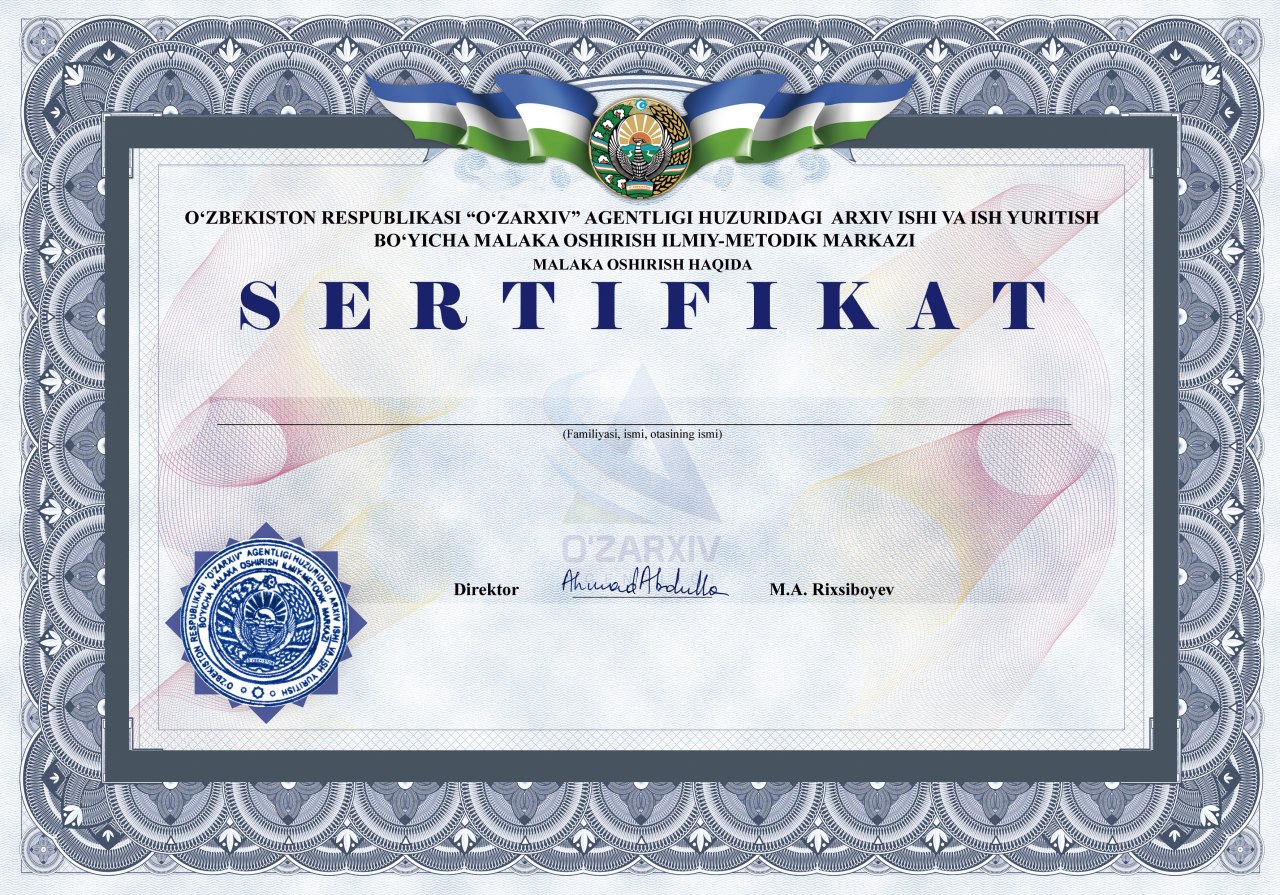 O‘ZBEKISTON RESPUBLIKASI “O‘ZARXIV” AGENTLIGI HUZURIDAGI ARXIV ISHI VA ISH YURITISH
BO‘YICHA MALAKA OSHIRISH ILMIY-METODIK MARKAZI
MALAKA OSHIRISH HAQIDA
SERTIFIKAT
(Familiyasi, ismi, otasining ismi)
O'ZARXIV
Direktor AhmadAbdulla M.A. Rixsiboyev
O'ZBEKISTON RESPUBLIKASI "O'ZARXIV" AGENTLIGI HUZURIDAGI ARXIV ISHI VA ISH YURITISH
BO'YICHA MALAKA OSHIRISH ILMIY-METODIK MARKAZI